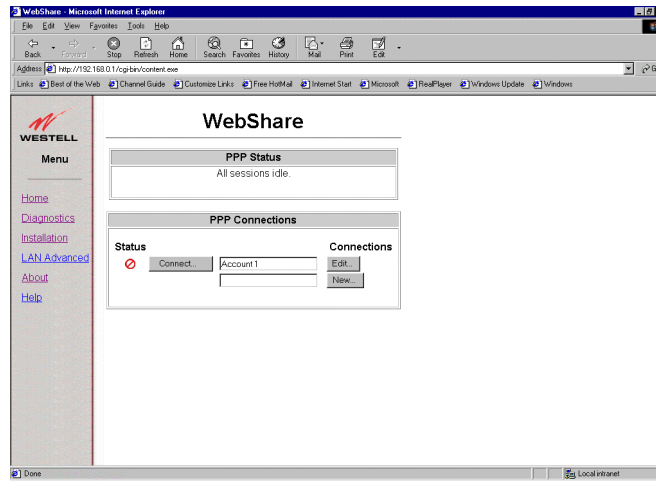 WebShare - Microsoft Internet Explorer
File Edit View Favorites Tools Help
Back Forward Stop Refresh Home Search Favorites History Mail Print Edit
Address http://192.168.0.1/cgi-bin/content.exe G
Links Best of the Web Channel Guide Customize Links Free HotMail Internet Start Microsoft RealPlayer Windows Update Windows
WESTELL
Menu
Home
Diagnostics
Installation
LAN Advanced
About
Help
WebShare
PPP Status
All sessions idle.
PPP Connections
Status Connections
Connect... Account1 Edit...
New...
Done Local intranet